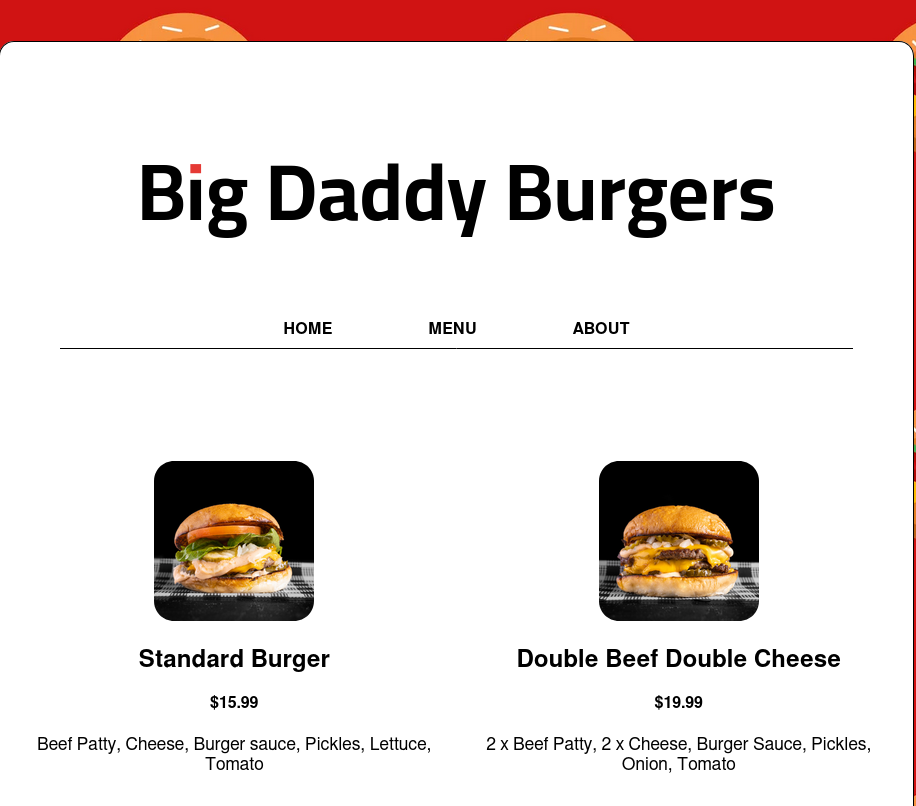 Big Daddy Burgers
HOME MENU ABOUT
Standard Burger
$15.99
Beef Patty, Cheese, Burger sauce, Pickles, Lettuce,
Tomato
Double Beef Double Cheese
$19.99
2 x Beef Patty, 2 x Cheese, Burger Sauce, Pickles,
Onion, Tomato